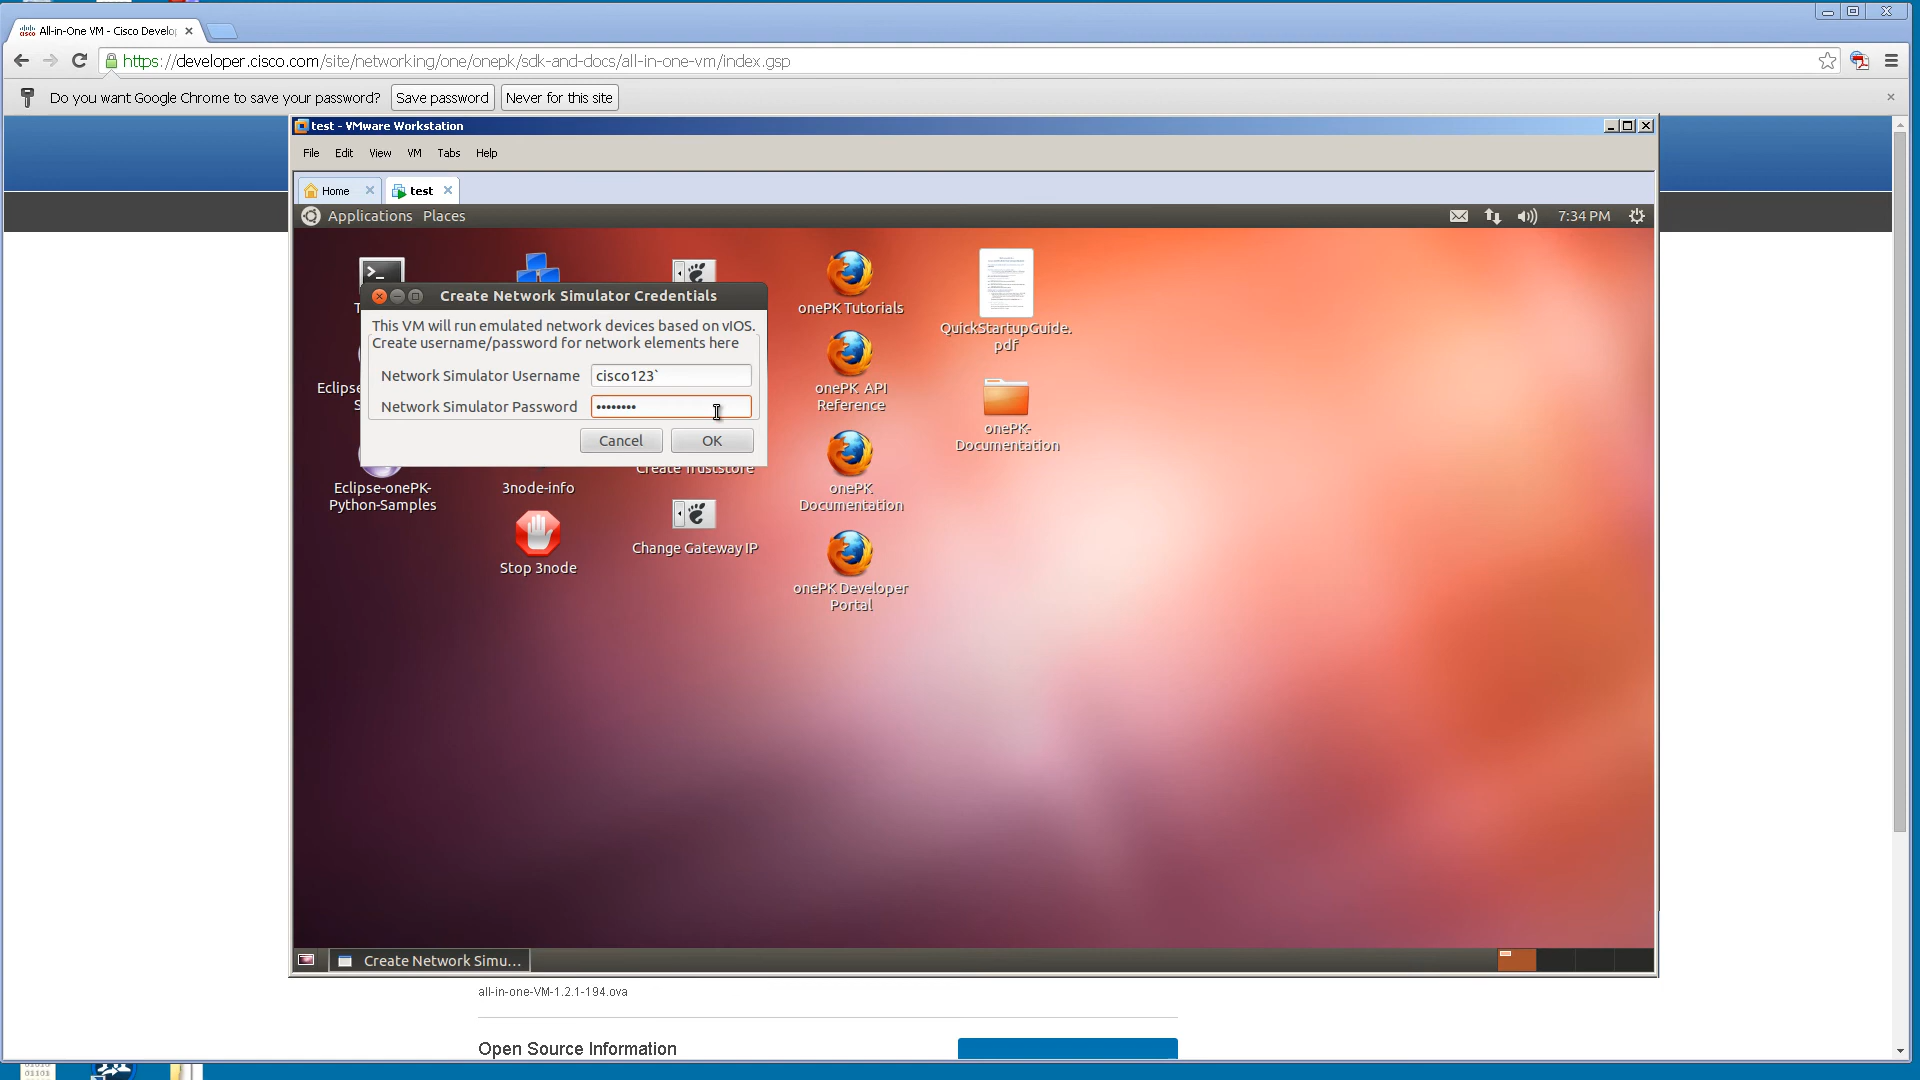 All-in-One VM - Cisco Develo
https://developer.cisco.com/site/networking/one/onepk/sdk-and-docs/all-in-one-vm/index.gsp
Do you want Google Chrome to save your password? Save password Never for this site
test - VMware Workstation
File Edit View VM Tabs Help
Home test
Applications Places 7:34 PM
Create Network Simulator Credentials
This VM will run emulated network devices based on vIOS.
Create username/password for network elements here
Network Simulator Username cisco123`
Network Simulator Password ••••••••
Cancel OK
Eclipse-onePK-
Python-Samples
3node-info
Stop 3node
Change Gateway IP
onePK Tutorials
onePK API
Reference
onePK
Documentation
onePK Developer
Portal
QuickStartupGuide.
pdf
onePK-
Documentation
Create Network Simu...
all-in-one-VM-1.2.1-194.ova
Open Source Information